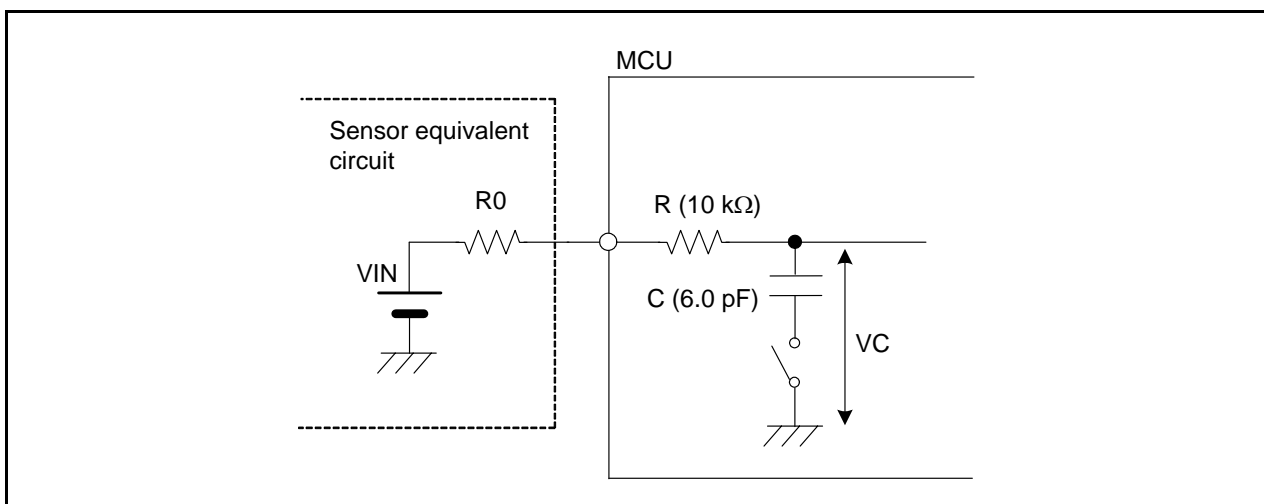 MCU
Sensor equivalent
circuit
R0
R (10 kΩ)
VIN
C (6.0 pF)
VC